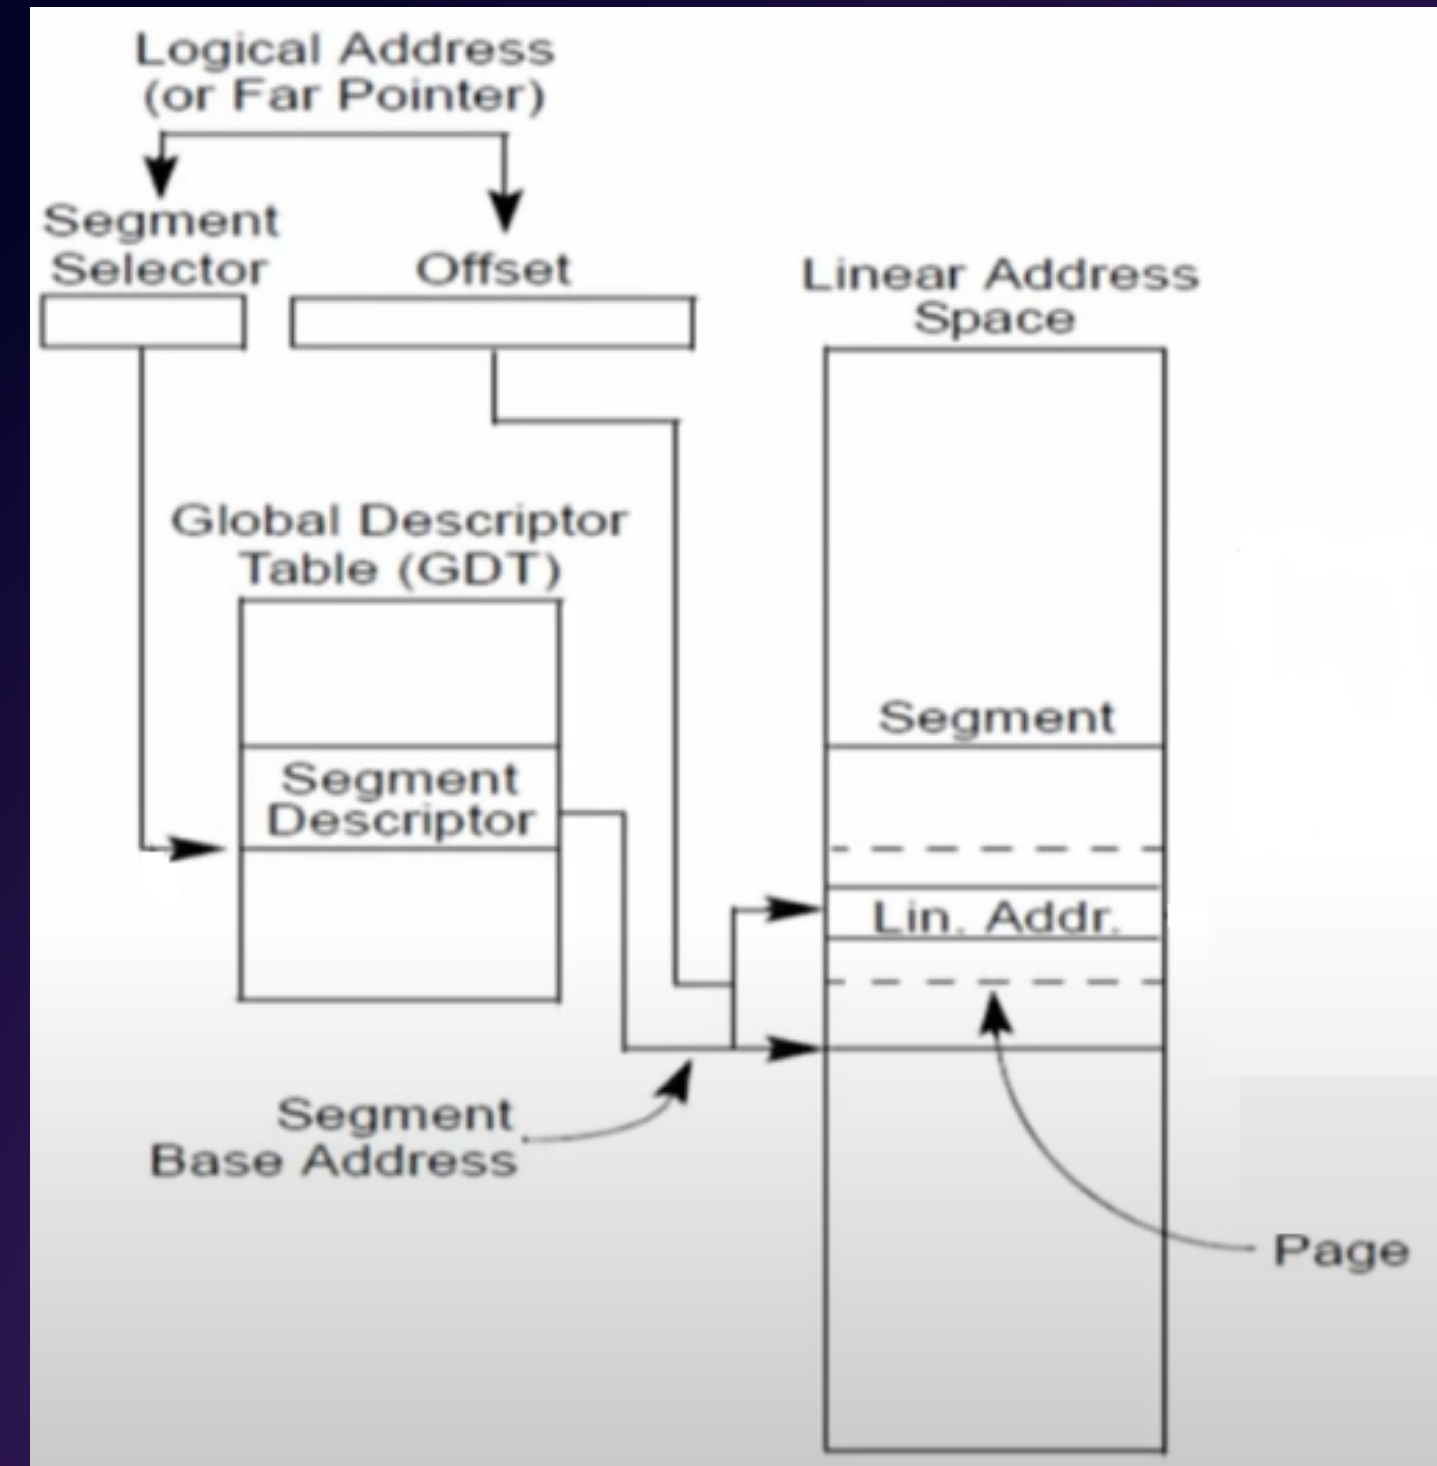 Logical Address
(or Far Pointer)
Segment
Selector
Offset
Linear Address
Space
Global Descriptor
Table (GDT)
Segment
Descriptor
Segment
Lin. Addr.
Segment
Base Address
Page